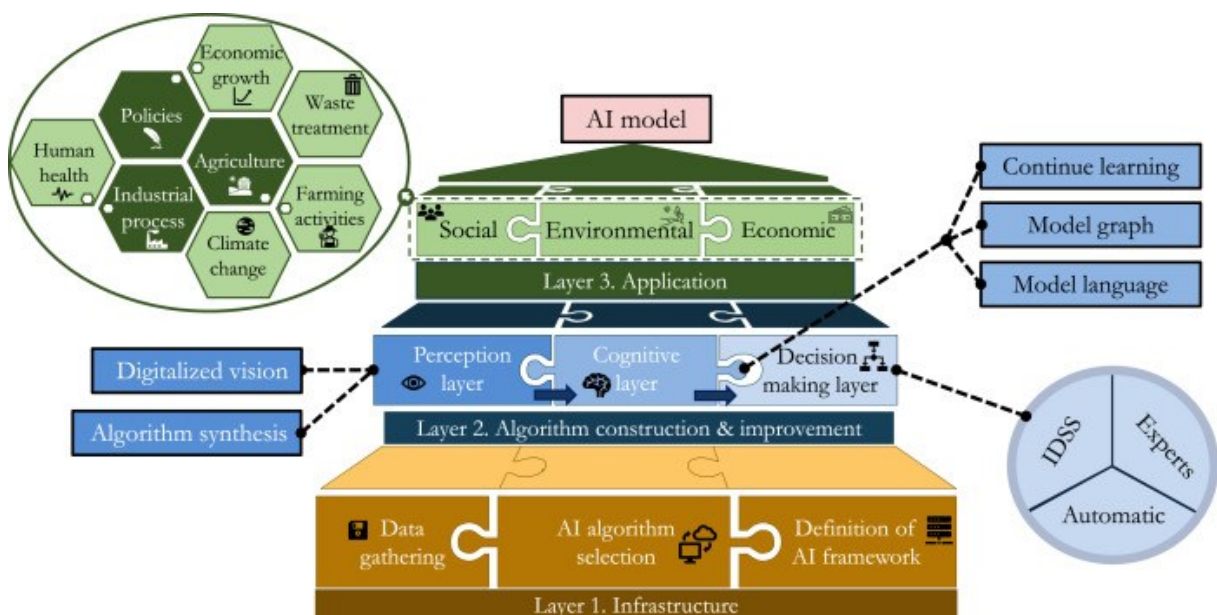 Economic
growth
Policies
Waste
treatment
Human
health
Agriculture
Industrial
process
Farming
activities
Climate
change
AI model
Social
Environmental
Economic
Layer 3. Application
Continue learning
Model graph
Model language
Digitalized vision
Algorithm synthesis
Perception
layer
Cognitive
layer
Decision
making layer
Layer 2. Algorithm construction & improvement
IDSS
Experts
Automatic
Data
gathering
AI algorithm
selection
Definition of
AI framework
Layer 1. Infrastructure